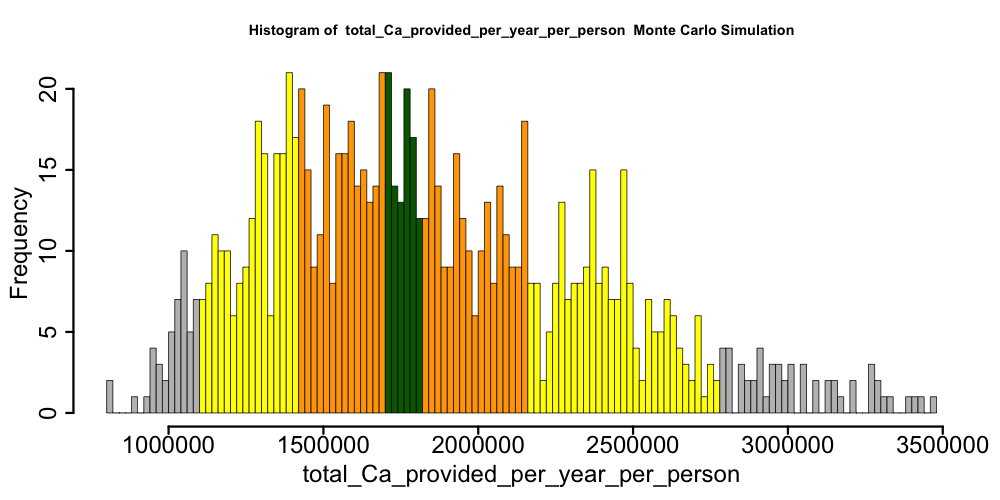 Histogram of  total_Ca_provided_per_year_per_person  Monte Carlo Simulation
Frequency
20
15
10
5
0
1000000 1500000 2000000 2500000 3000000 3500000
total_Ca_provided_per_year_per_person